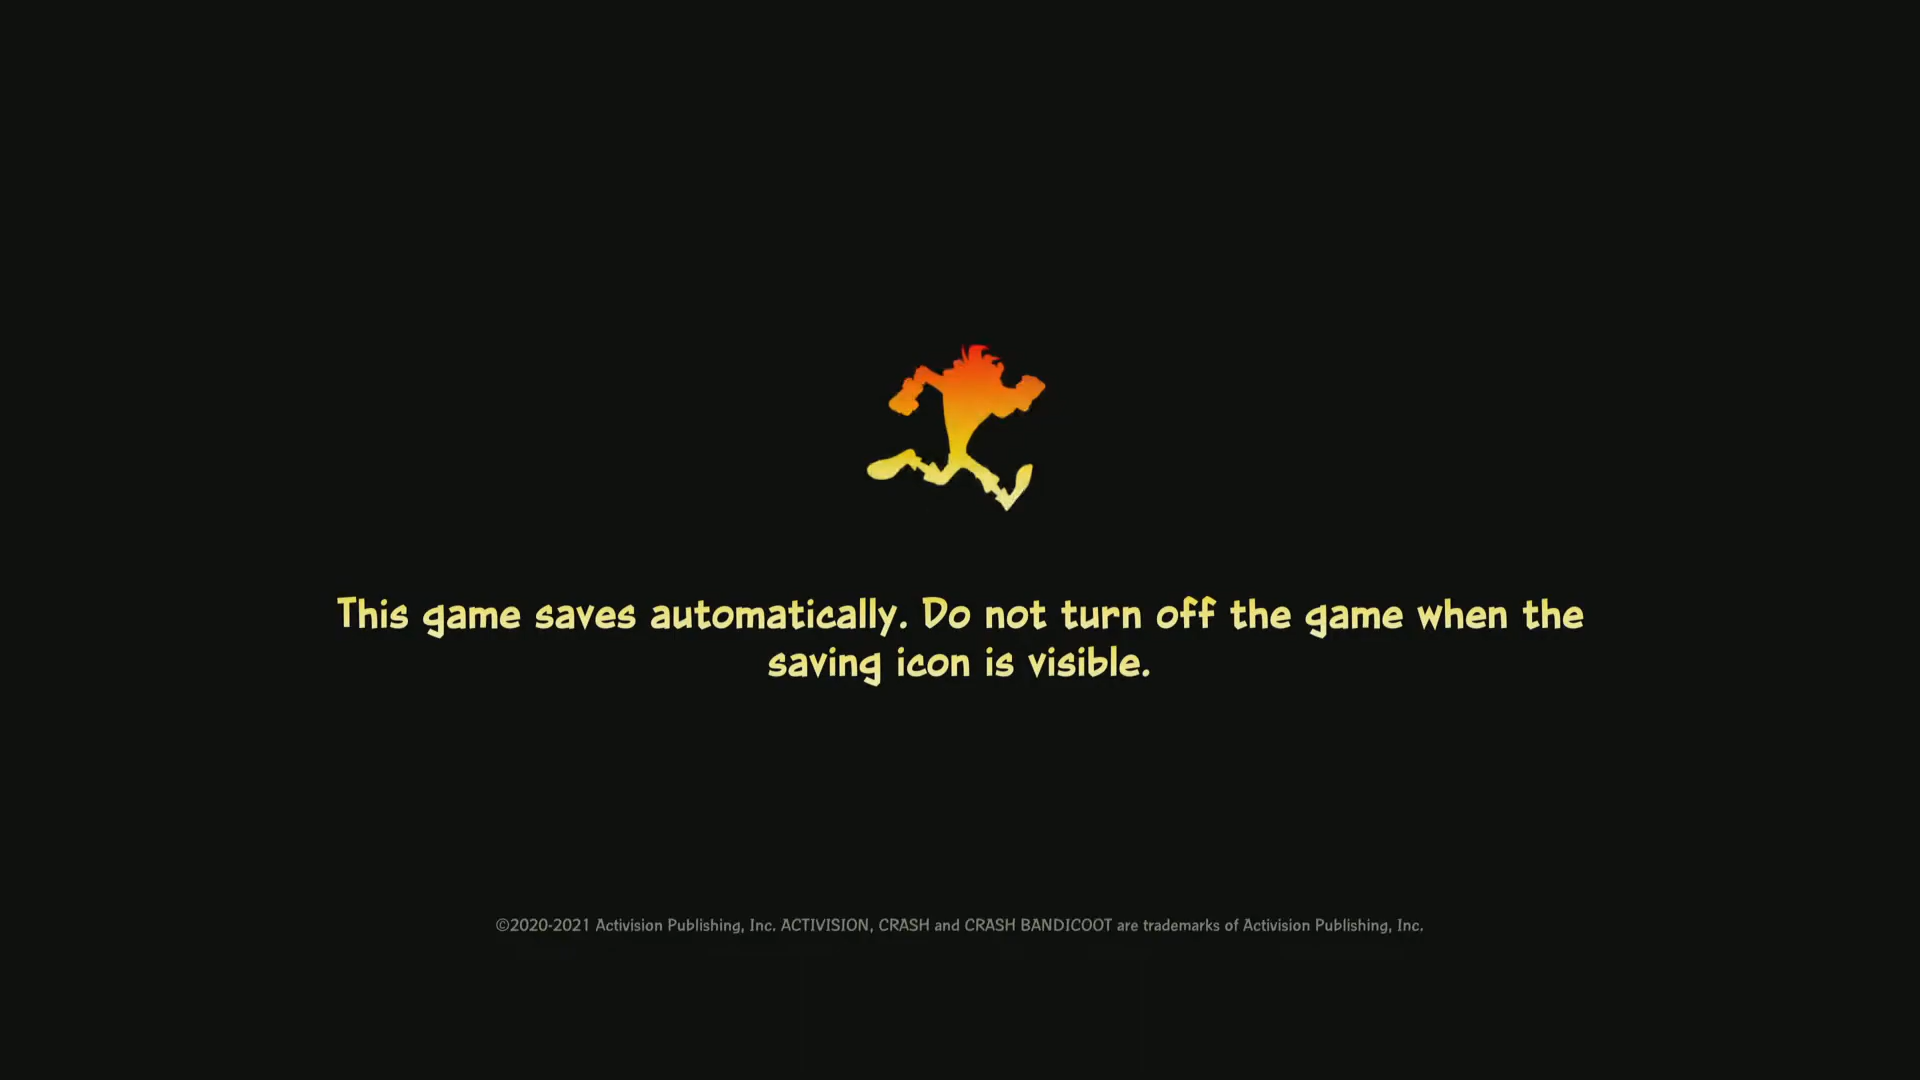 This game saves automatically. Do not turn off the game when the
saving icon is visible.
©2020-2021 Activision Publishing, Inc. ACTIVISION, CRASH and CRASH BANDICOOT are trademarks of Activision Publishing, Inc.